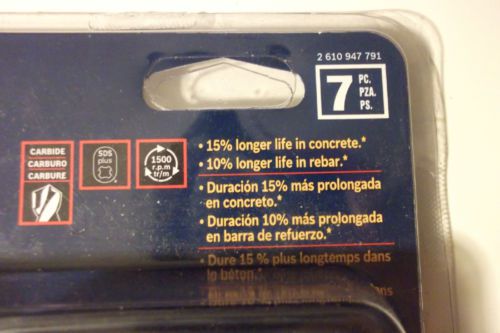 2 610 947 791
7 PC.
PZA.
PS.
CARBIDE
CARBURO
CARBURE
SDS
plus
1500
r.p.m
tr/m
• 15% longer life in concrete.*
• 10% longer life in rebar.*
• Duración 15% más prolongada
en concreto.*
• Duración 10% más prolongada
en barra de refuerzo.*
• Dure 15 % plus longtemps dans
le béton.*